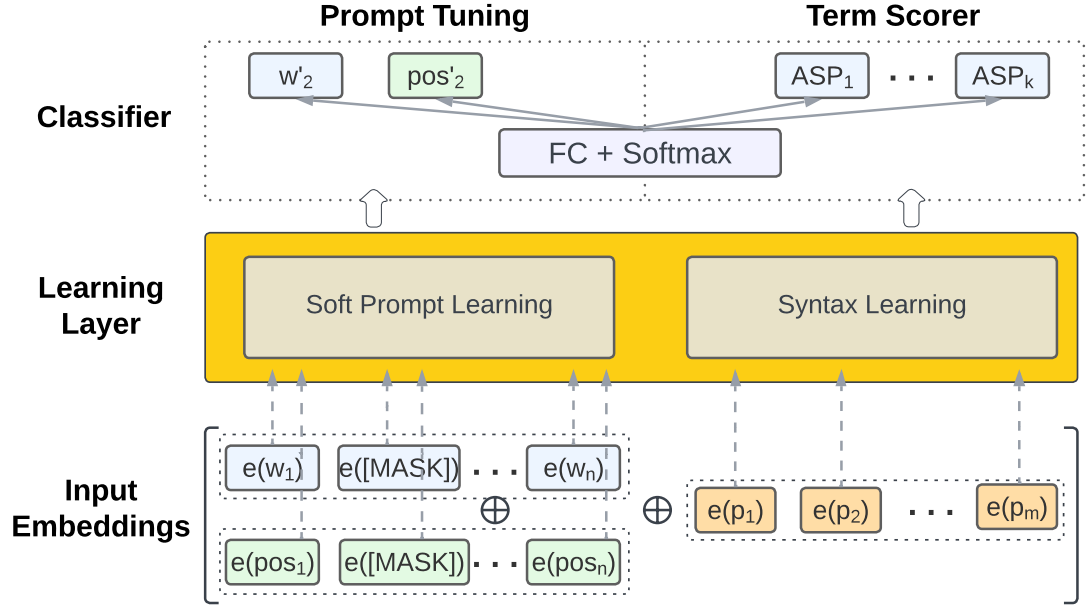 Prompt Tuning
Term Scorer
Classifier
w'₂
pos'₂
ASP₁
. . .
ASPₖ
FC + Softmax
Learning
Layer
Soft Prompt Learning
Syntax Learning
Input
Embeddings
e(w₁)
e([MASK])
. . .
e(wₙ)
e(p₁)
e(p₂)
. . .
e(pₘ)
e(pos₁)
e([MASK])
. . .
e(posₙ)